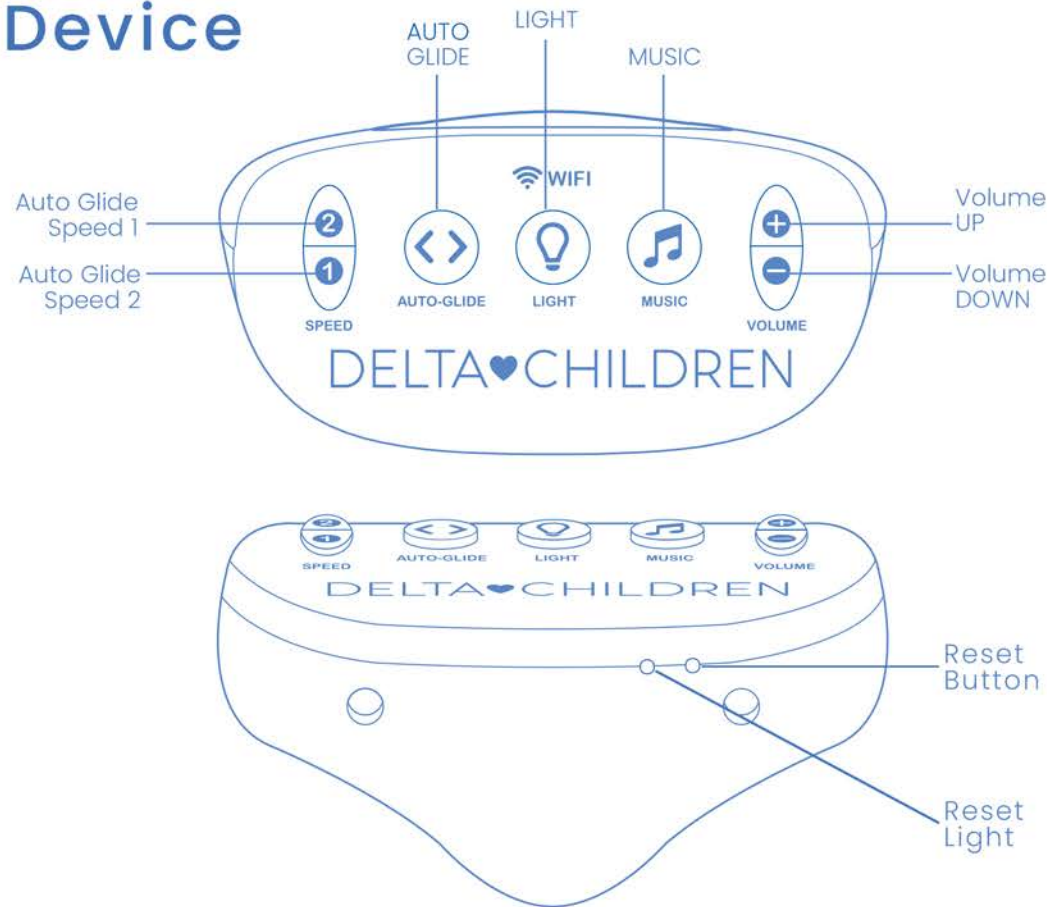 Device
AUTO
GLIDE
LIGHT
MUSIC
WIFI
Auto Glide
Speed 1
2
Auto Glide
Speed 2
1
SPEED
AUTO-GLIDE
LIGHT
MUSIC
+
−
VOLUME
Volume
UP
Volume
DOWN
DELTA♥CHILDREN
2
1
SPEED
AUTO-GLIDE
LIGHT
MUSIC
+
−
VOLUME
DELTA♥CHILDREN
Reset
Button
Reset
Light